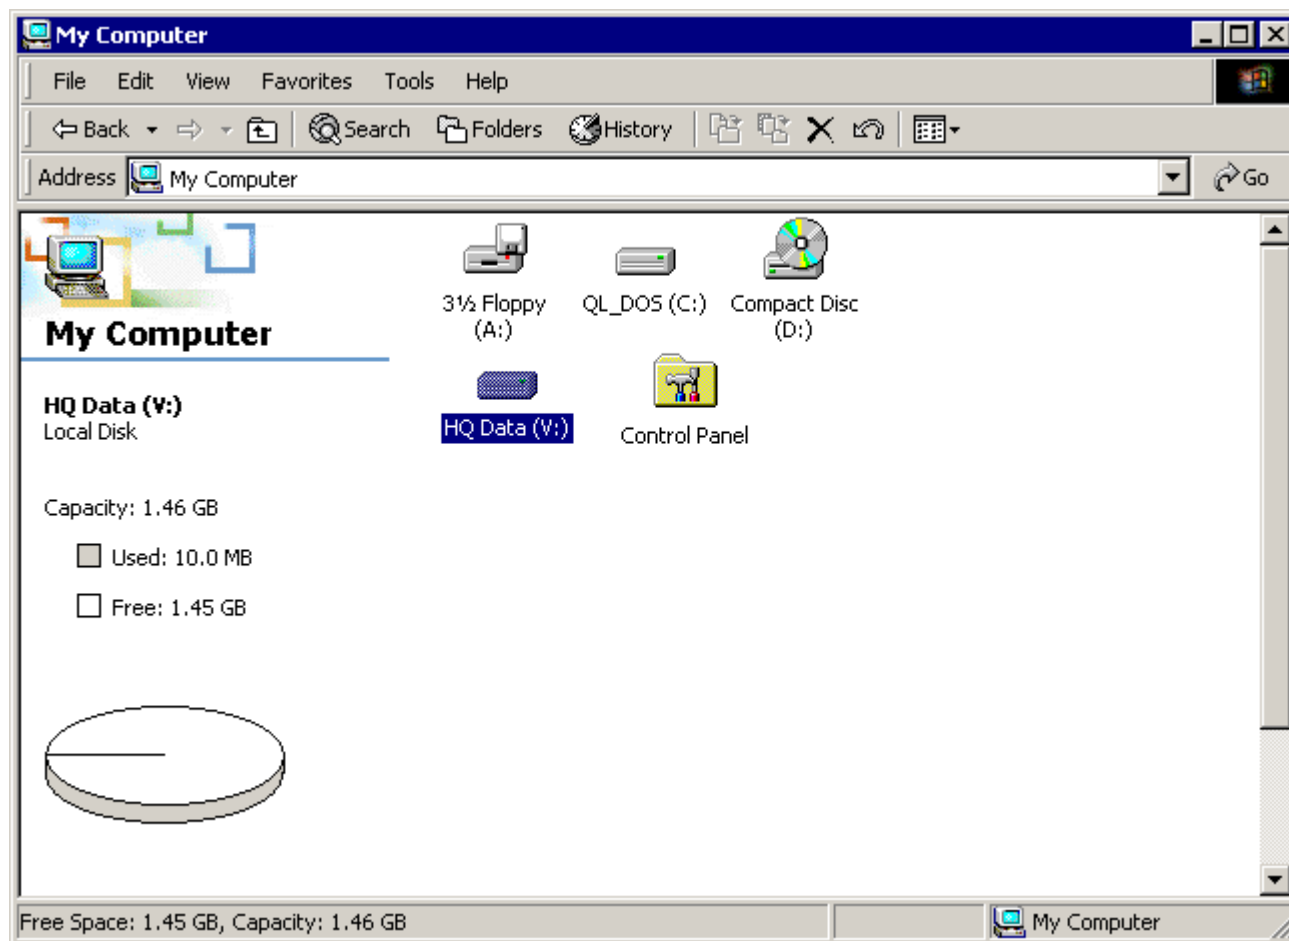 My Computer
File Edit View Favorites Tools Help
Back Search Folders History
Address My Computer Go
My Computer
HQ Data (V:)
Local Disk
Capacity: 1.46 GB
Used: 10.0 MB
Free: 1.45 GB
3½ Floppy
(A:)
QL_DOS (C:)
Compact Disc
(D:)
HQ Data (V:)
Control Panel
Free Space: 1.45 GB, Capacity: 1.46 GB
My Computer